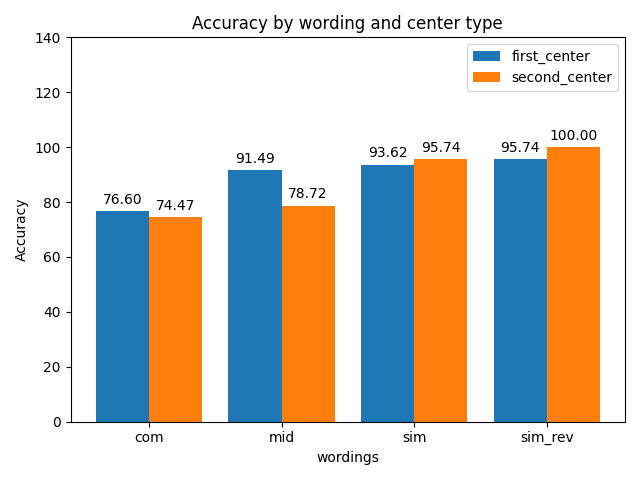 Accuracy by wording and center type
140
120
100
80
60
40
20
0
Accuracy
first_center
second_center
76.60
74.47
91.49
78.72
93.62
95.74
95.74
100.00
com
mid
sim
sim_rev
wordings